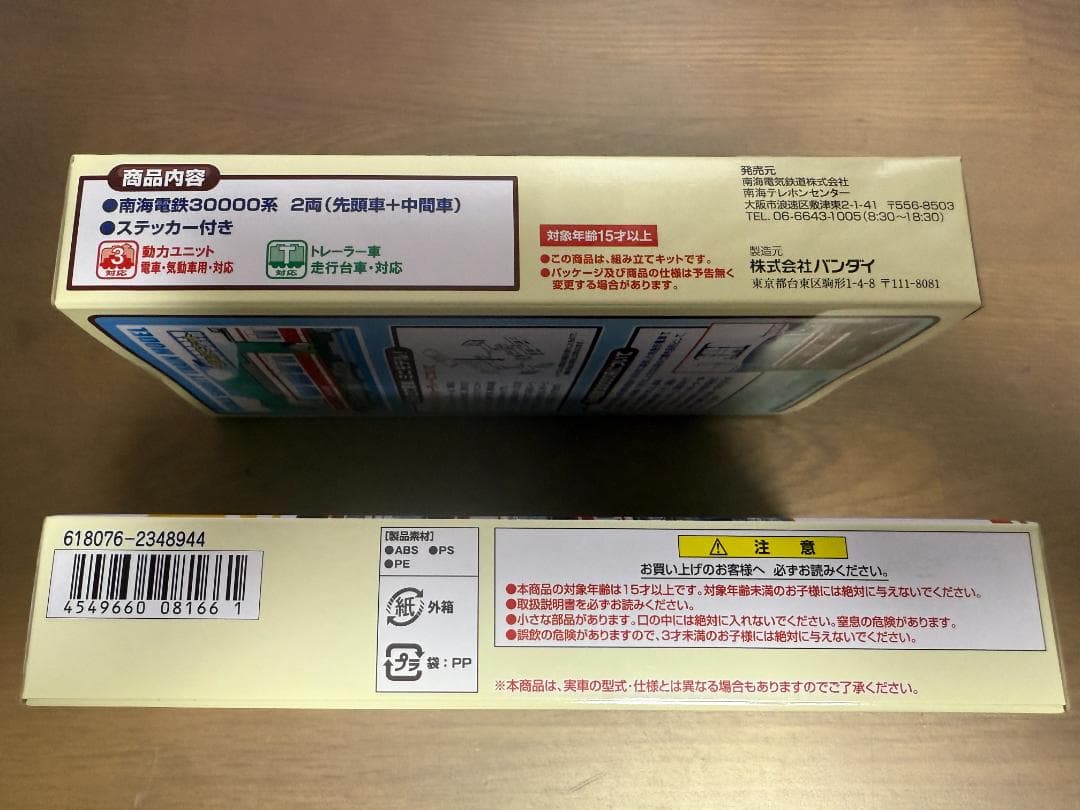 商品内容
●南海電鉄30000系 2両(先頭車+中間車)
●ステッカー付き
3
対応
動力ユニット
電車・気動車用・対応
T
対応
トレーラー車
走行台車・対応
対象年齢15才以上
●この商品は、組み立てキットです。
●パッケージ及び商品の仕様は予告無く
変更する場合があります。
発売元
南海電気鉄道株式会社
南海テレホンセンター
大阪市浪速区敷津東2-1-41 〒556-8503
TEL. 06-6643-1005(8:30〜18:30)
製造元
株式会社バンダイ
東京都台東区駒形1-4-8 〒111-8081
618076-2348944
4549660 08166 1
[製品素材]
●ABS ●PS
●PE
紙 外箱
プラ 袋:PP
⚠ 注意
お買い上げのお客様へ 必ずお読みください。
●本商品の対象年齢は15才以上です。対象年齢未満のお子様には絶対に与えないでください。
●取扱説明書を必ずお読みください。
●小さな部品があります。口の中には絶対に入れないでください。窒息の危険があります。
●誤飲の危険がありますので、3才未満のお子様には絶対に与えないでください。
※本商品は、実車の型式・仕様とは異なる場合もありますのでご了承ください。